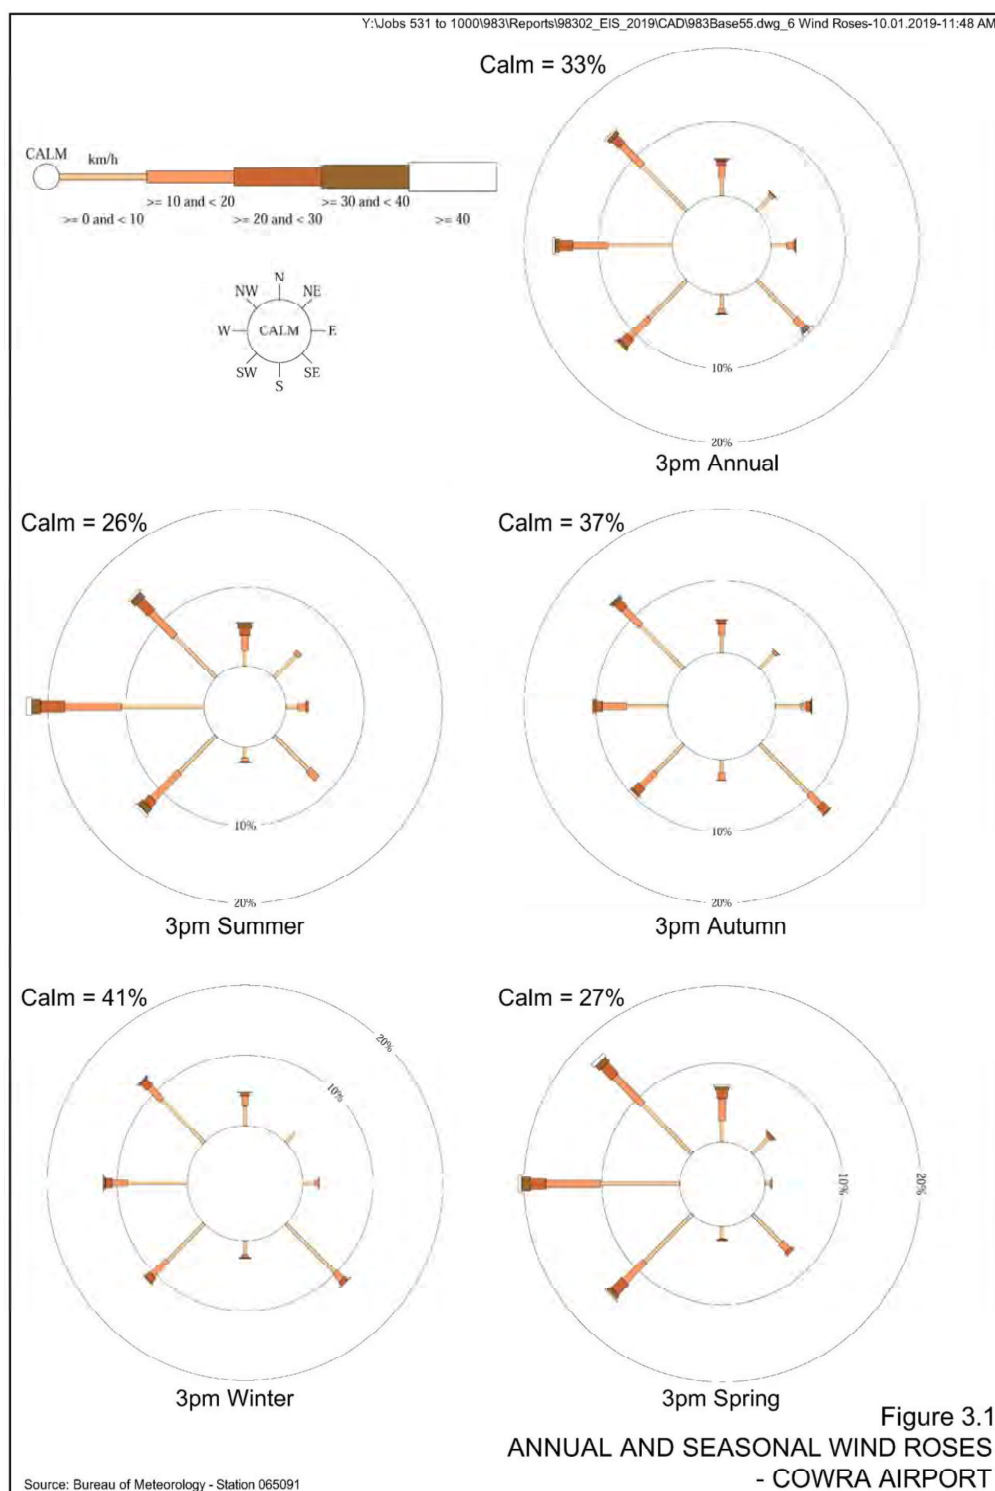 Y:\Jobs 531 to 1000\983\Reports\98302_EIS_2019\CAD\983Base55.dwg_6 Wind Roses-10.01.2019-11:48 AM
Calm = 33%
CALM
km/h
>= 10 and < 20
>= 30 and < 40
>= 0 and < 10
>= 20 and < 30
>= 40
N
NW
NE
W
CALM
E
SW
SE
S
10%
20%
3pm Annual
Calm = 26%
10%
20%
3pm Summer
Calm = 37%
10%
20%
3pm Autumn
Calm = 41%
20%
10%
3pm Winter
Calm = 27%
10%
20%
3pm Spring
Figure 3.1
ANNUAL AND SEASONAL WIND ROSES
- COWRA AIRPORT
Source: Bureau of Meteorology - Station 065091